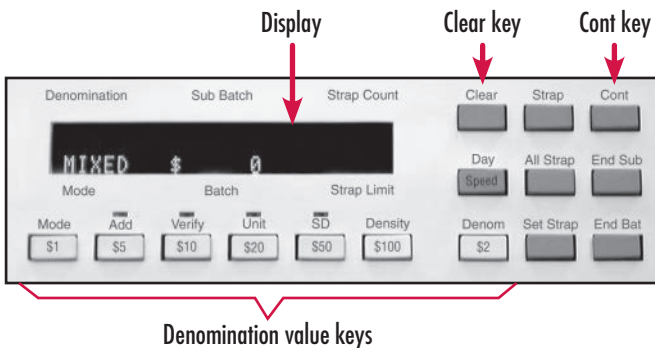 Display Clear key Cont key
Denomination Sub Batch Strap Count Clear Strap Cont
MIXED $ 0
Day Speed All Strap End Sub
Mode Batch Strap Limit
Mode Add Verify Unit SD Density Denom Set Strap End Bat
$1 $5 $10 $20 $50 $100 $2
Denomination value keys